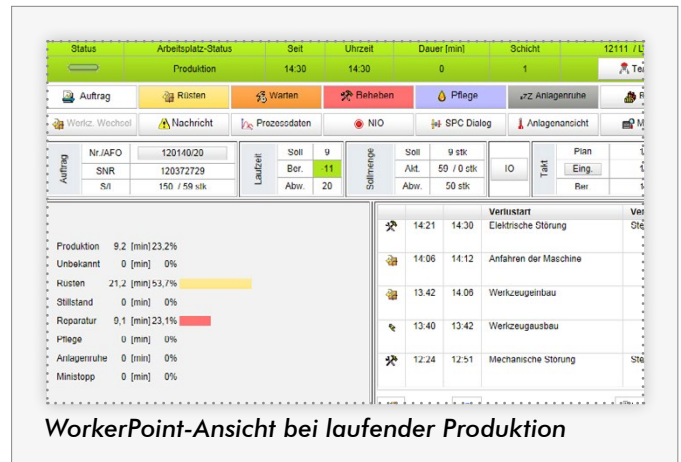 Status Arbeitsplatz-Status Seit Uhrzeit Dauer [min] Schicht 12111 /
Produktion 14:30 14:30 0 1
Auftrag Rüsten Warten Beheben Pflege Anlagenruhe
Werkz. Wechsel Nachricht Prozessdaten NIO SPC Dialog Anlagenansicht
Auftrag Nr./AFO 120140/20 Laufzeit Soll 9 Sollmenge Soll 9 stk IO Takt Plan
SNR 120372729 Ber. -11 Akt. 59 / 0 stk Eing.
S/I 150 / 59 stk Abw. 20 Abw. 50 stk Ber
Verlustart
14:21 14:30 Elektrische Störung
Produktion 9,2 [min] 23,2%
Unbekannt 0 [min] 0%
14:06 14:12 Anfahren der Maschine
Rüsten 21,2 [min] 53,7%
13.42 14.06 Werkzeugeinbau
Stillstand 0 [min] 0%
Reparatur 9,1 [min] 23,1%
13:40 13:42 Werkzeugausbau
Pflege 0 [min] 0%
Anlagenruhe 0 [min] 0%
12:24 12:51 Mechanische Störung
Ministopp 0 [min] 0%
WorkerPoint-Ansicht bei laufender Produktion